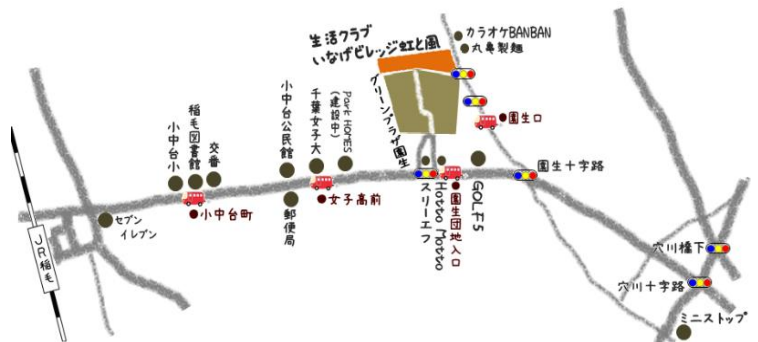 生活クラブ
いなげビレッジ虹と風
カラオケBANBAN
丸亀製麺
グリーンプラザ園生
園生口
小中台小
稲毛図書館
交番
小中台公民館
千葉女子大
Park HOMES
(建設中)
園生十字路
セブン
イレブン
小中台町
郵便局
女子高前
スリーエフ
Hotto Motto
園生団地入口
GOLF5
JR稲毛
穴川橋下
穴川十字路
ミニストップ